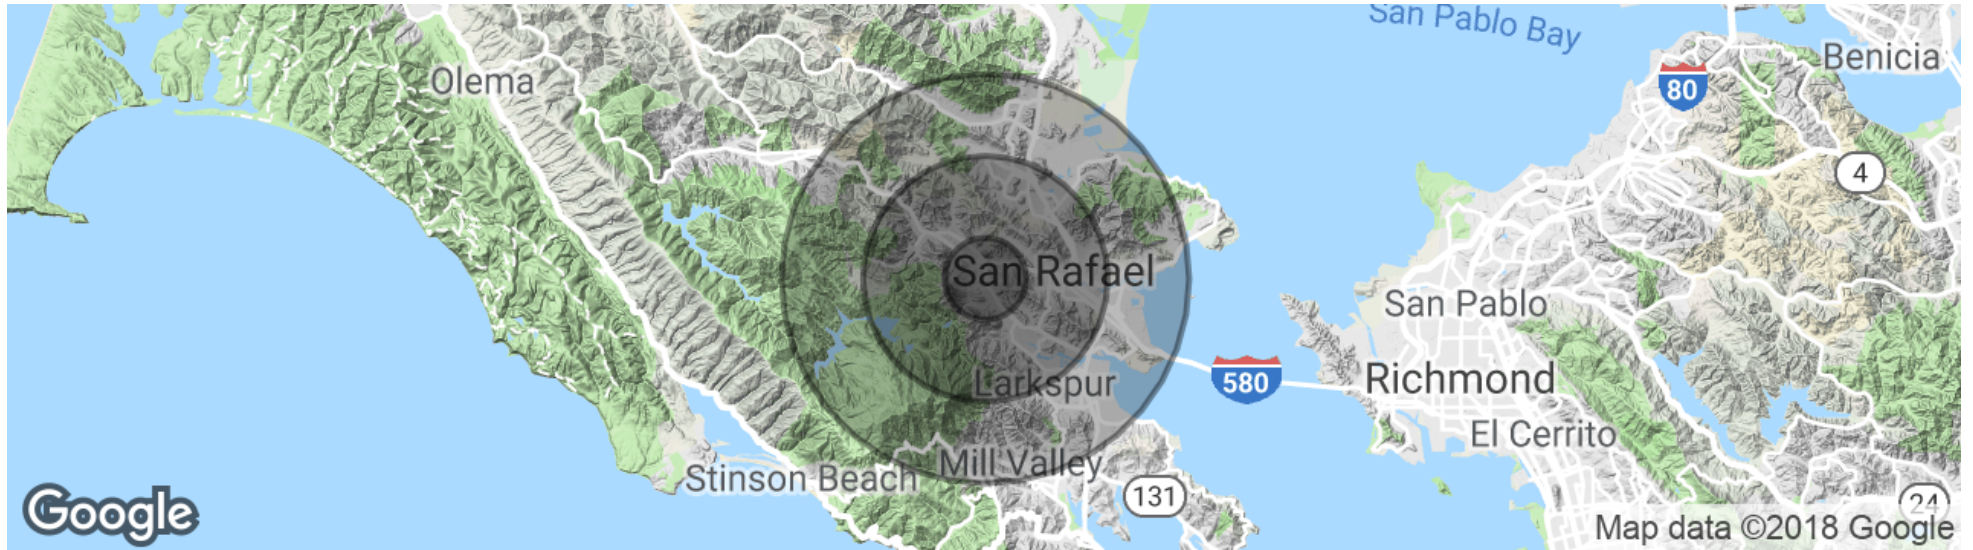 San Pablo Bay
Benicia
Olema
80
4
San Rafael
San Pablo
Richmond
580
Larkspur
El Cerrito
Mill Valley
Stinson Beach
131
24
Google
Map data ©2018 Google